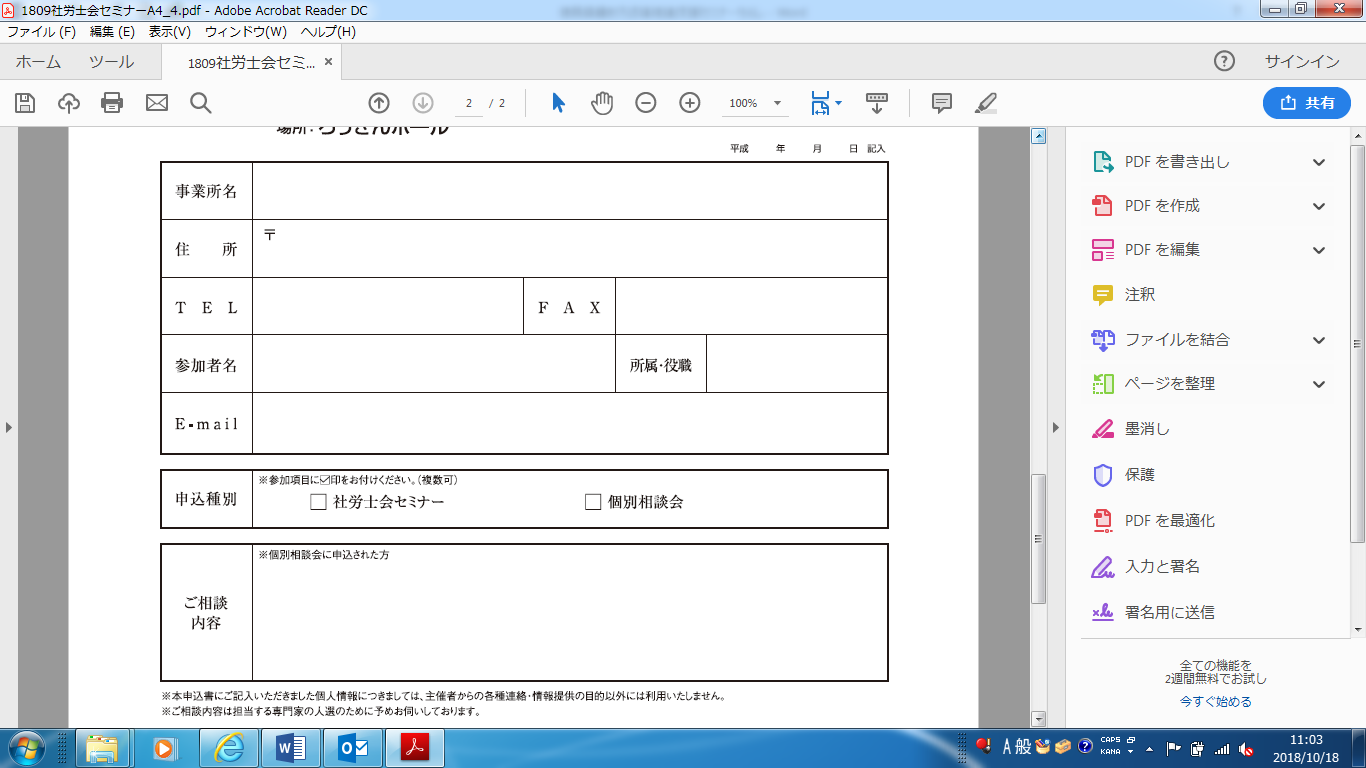 1809社労士会セミナーA4_4.pdf - Adobe Acrobat Reader DC
ファイル (F) 編集 (E) 表示(V) ウィンドウ(W) ヘルプ(H)
ホーム ツール 1809社労士会セミ... × ? サインイン
2 / 2 100% 共有
場所：ろうきんホール
平成 年 月 日 記入
事業所名
住 所 〒
T E L F A X
参加者名 所属・役職
E-mail
申込種別 ※参加項目に☑印をお付けください。（複数可）
□ 社労士会セミナー □ 個別相談会
※個別相談会に申込された方
ご相談
内容
※本申込書にご記入いただきました個人情報につきましては、主催者からの各種連絡・情報提供の目的以外には利用いたしません。
※ご相談内容は担当する専門家の人選のために予めお伺いしております。
PDF を書き出し
PDF を作成
PDF を編集
注釈
ファイルを結合
ページを整理
墨消し
保護
PDF を最適化
入力と署名
署名用に送信
全ての機能を
2週間無料でお試し
今すぐ始める
A 般 CAPS KANA
11:03
2018/10/18